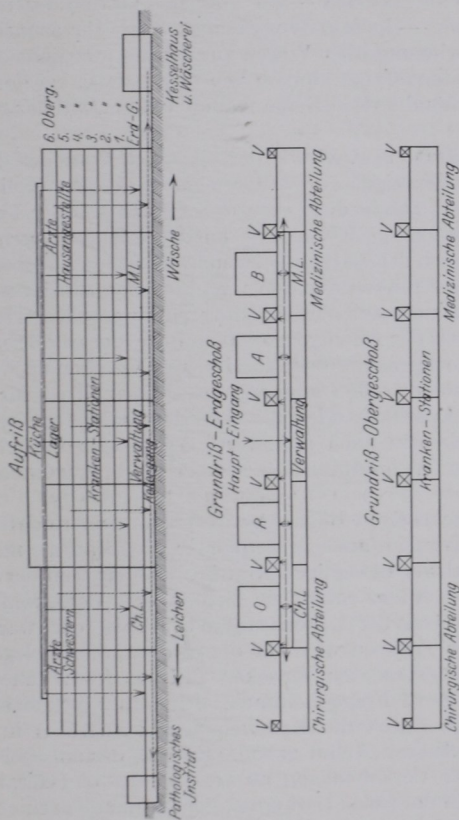 Aufriß
Küche
Lager
6. Oberg.
5. "
4. "
3. "
2. "
1. "
Erd-G.
Ärzte
Schwestern
Ärzte
Hausangestellte
Kranken-Stationen
Verwaltung
Ch.L.
M.L.
Pathologisches
Institut
← Leichen
Wäsche →
Kesselhaus
u. Wäscherei
Grundriß-Erdgeschoß
Haupt-Eingang
V V V V V V V V
O R A B
Ch.L. Verwaltung M.L.
Chirurgische Abteilung
Medizinische Abteilung
Grundriß-Obergeschoß
V V V V V V V V
Kranken-Stationen
Chirurgische Abteilung
Medizinische Abteilung